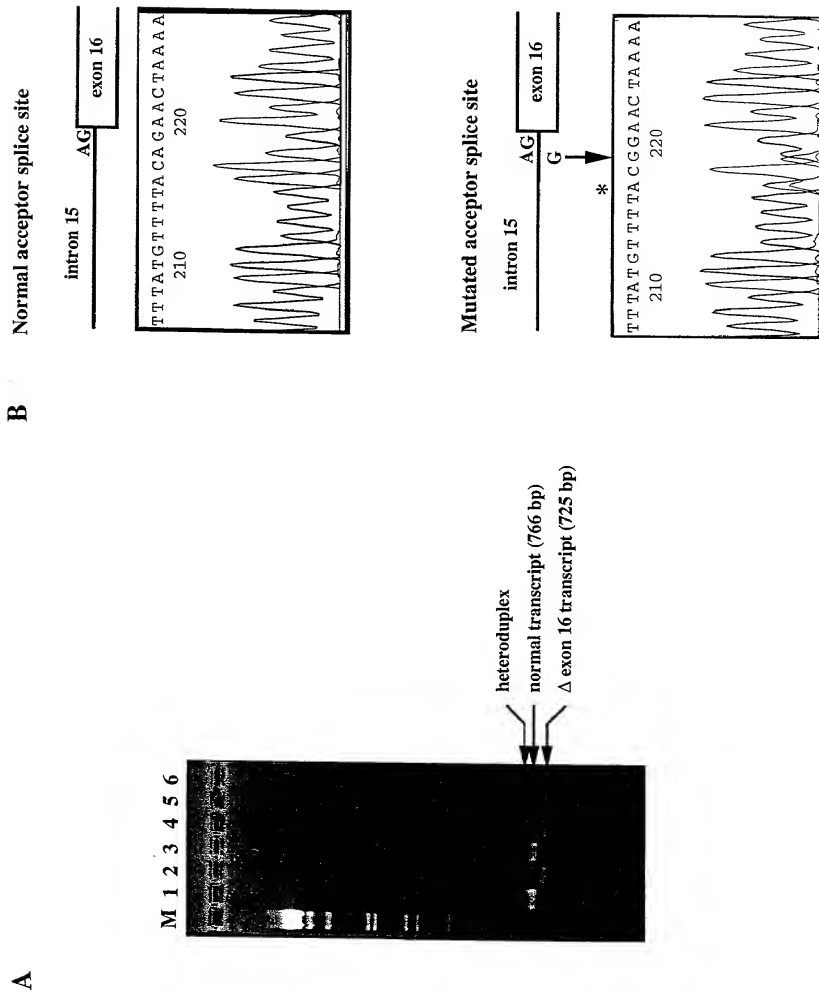 A
M 1 2 3 4 5 6
heteroduplex
normal transcript (766 bp)
Δ exon 16 transcript (725 bp)
B
Normal acceptor splice site
intron 15
AG
exon 16
TTTATGTTTTACAGAACTAAAA
210
220
Mutated acceptor splice site
intron 15
AG
exon 16
G
*
TTTATGTTTTACGGAACTAAAA
210
220